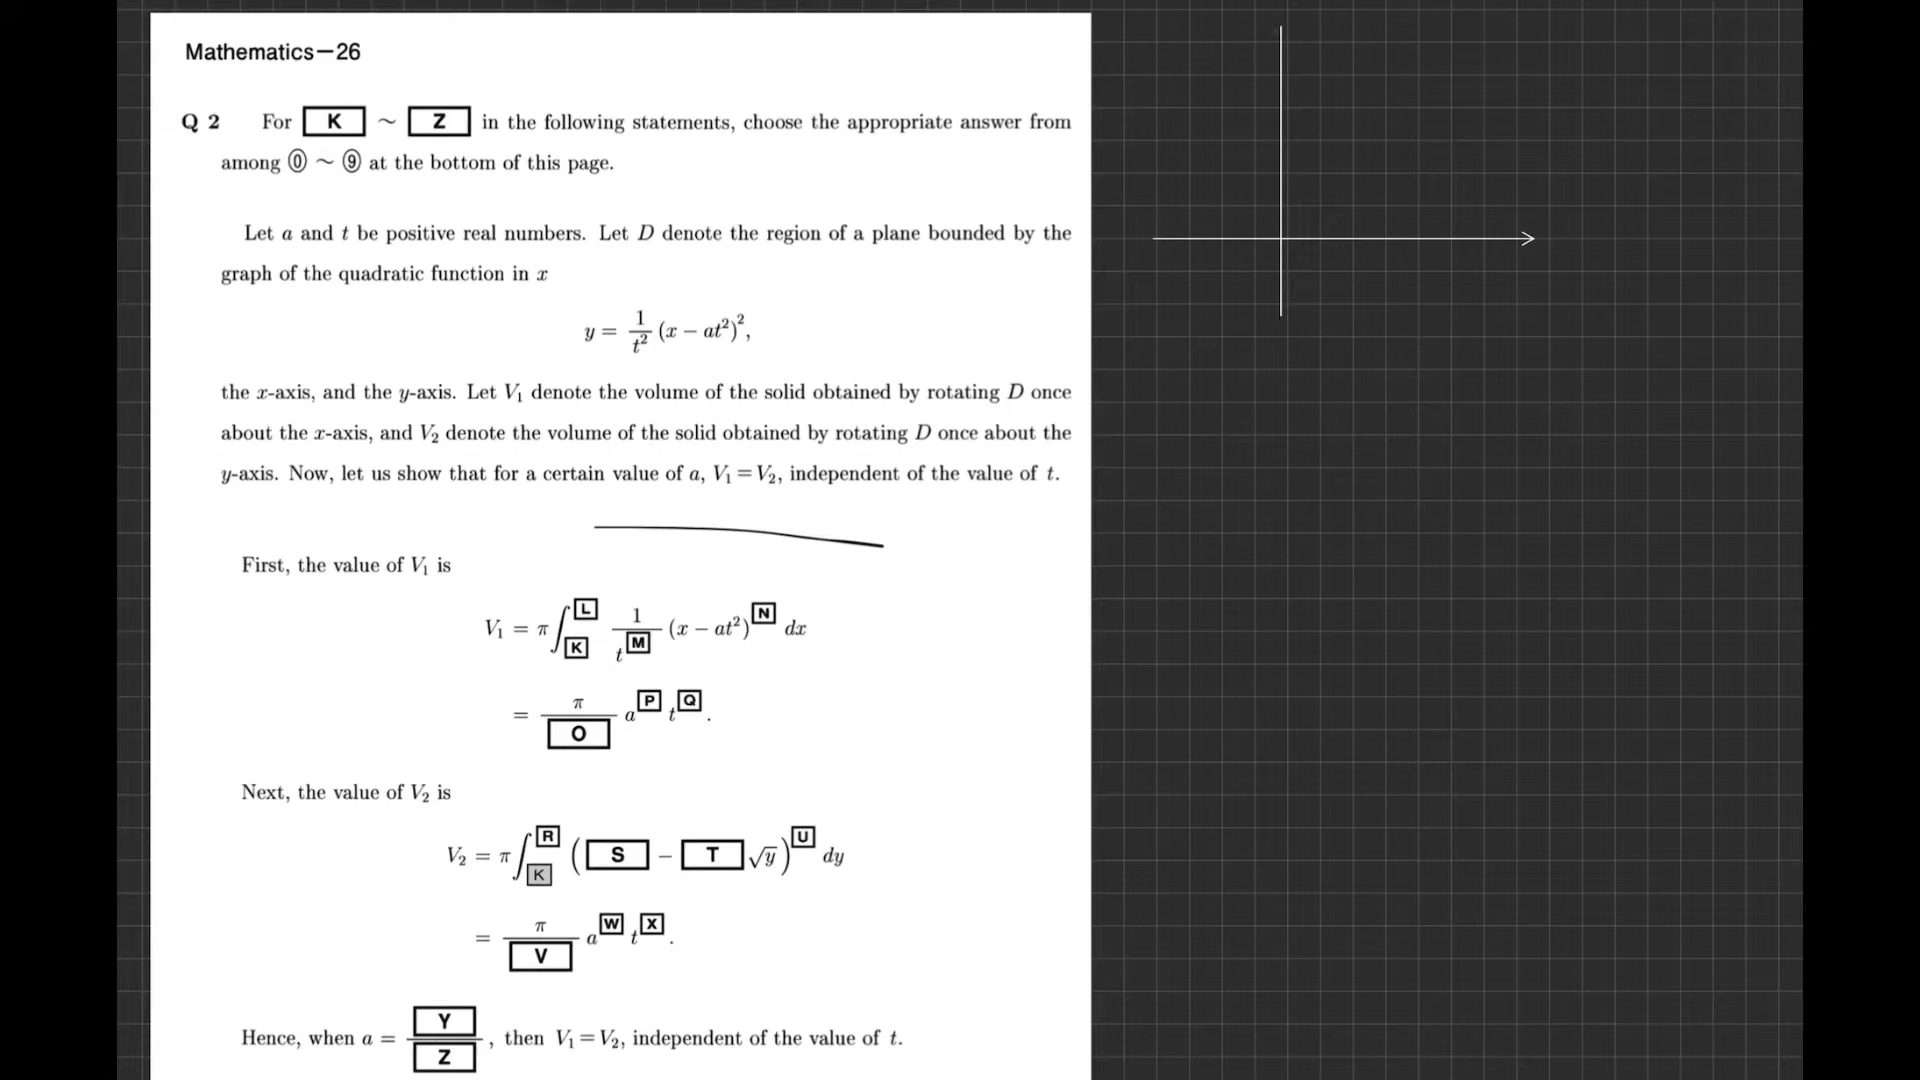 Mathematics－26
Q 2 For K ～ Z in the following statements, choose the appropriate answer from
among ⓪ ～ ⑨ at the bottom of this page.
Let a and t be positive real numbers. Let D denote the region of a plane bounded by the
graph of the quadratic function in x
y = 1/t² (x − at²)²,
the x-axis, and the y-axis. Let V₁ denote the volume of the solid obtained by rotating D once
about the x-axis, and V₂ denote the volume of the solid obtained by rotating D once about the
y-axis. Now, let us show that for a certain value of a, V₁ = V₂, independent of the value of t.
First, the value of V₁ is
V₁ = π ∫_K^L 1/t^M (x − at²)^N dx
= π/O a^P t^Q .
Next, the value of V₂ is
V₂ = π ∫_K^R ( S − T √y )^U dy
= π/V a^W t^X .
Hence, when a = Y/Z , then V₁ = V₂, independent of the value of t.